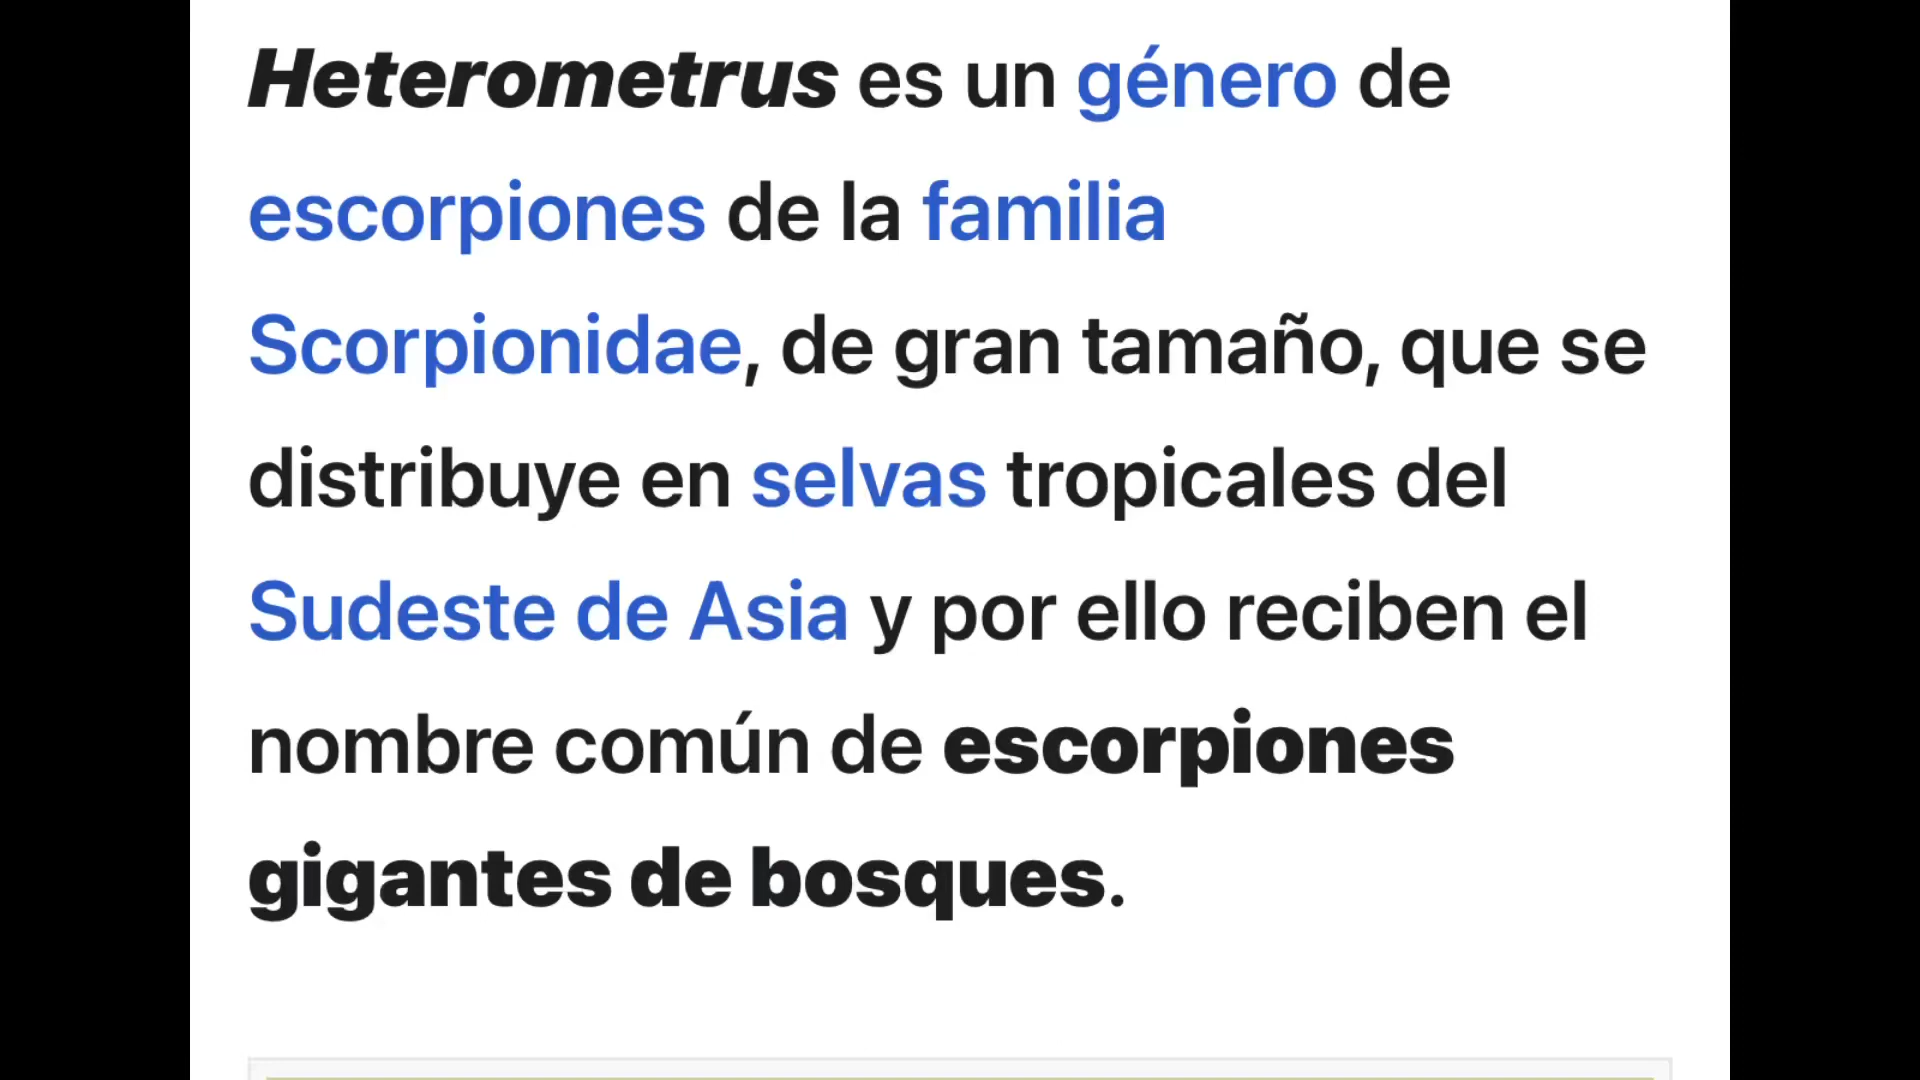 Heterometrus es un género de
escorpiones de la familia
Scorpionidae, de gran tamaño, que se
distribuye en selvas tropicales del
Sudeste de Asia y por ello reciben el
nombre común de escorpiones
gigantes de bosques.